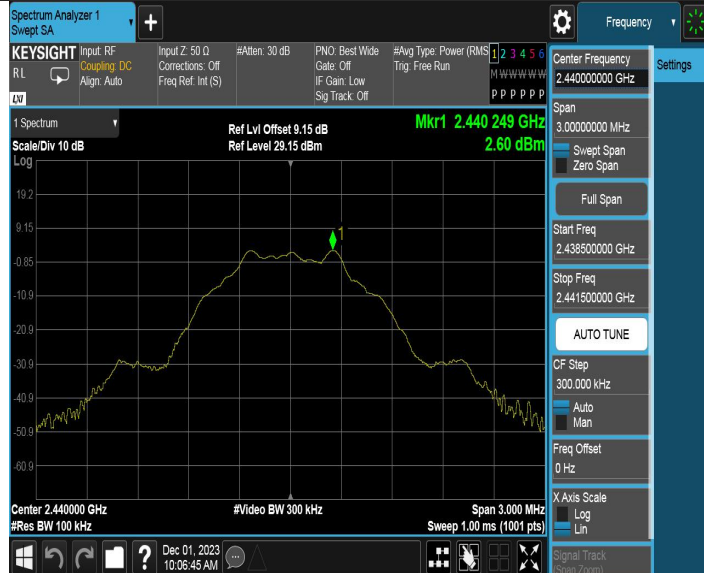 Spectrum Analyzer 1
Swept SA
+
Frequency
KEYSIGHT
RL
LXI
Input: RF
Coupling: DC
Align: Auto
Input Z: 50 Ω
Corrections: Off
Freq Ref: Int (S)
#Atten: 30 dB
PNO: Best Wide
Gate: Off
IF Gain: Low
Sig Track: Off
#Avg Type: Power (RMS
Trig: Free Run
1 2 3 4 5 6
M W W W W W
P P P P P P
1 Spectrum
Scale/Div 10 dB
Log
Ref Lvl Offset 9.15 dB
Ref Level 29.15 dBm
Mkr1 2.440 249 GHz
2.60 dBm
19.2
9.15
-0.85
-10.9
-20.9
-30.9
-40.9
-50.9
-60.9
1
Center 2.440000 GHz
#Res BW 100 kHz
#Video BW 300 kHz
Span 3.000 MHz
Sweep 1.00 ms (1001 pts)
?
Dec 01, 2023
10:06:45 AM
Center Frequency
2.440000000 GHz
Settings
Span
3.00000000 MHz
Swept Span
Zero Span
Full Span
Start Freq
2.438500000 GHz
Stop Freq
2.441500000 GHz
AUTO TUNE
CF Step
300.000 kHz
Auto
Man
Freq Offset
0 Hz
X Axis Scale
Log
Lin
Signal Track
(Span Zoom)